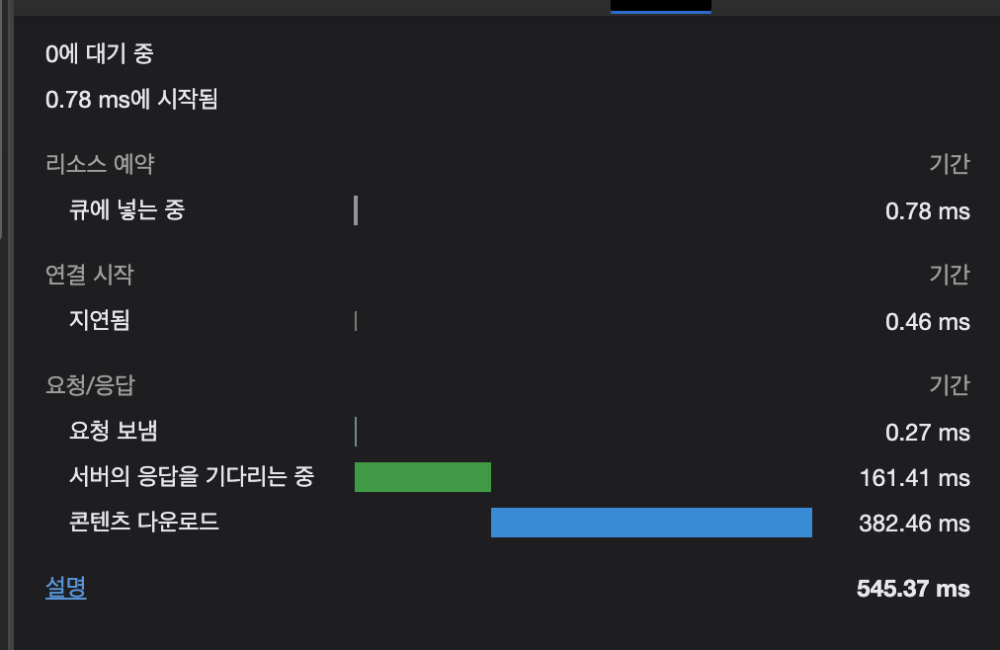 0에 대기 중
0.78 ms에 시작됨
리소스 예약 기간
큐에 넣는 중 0.78 ms
연결 시작 기간
지연됨 0.46 ms
요청/응답 기간
요청 보냄 0.27 ms
서버의 응답을 기다리는 중 161.41 ms
콘텐츠 다운로드 382.46 ms
설명 545.37 ms